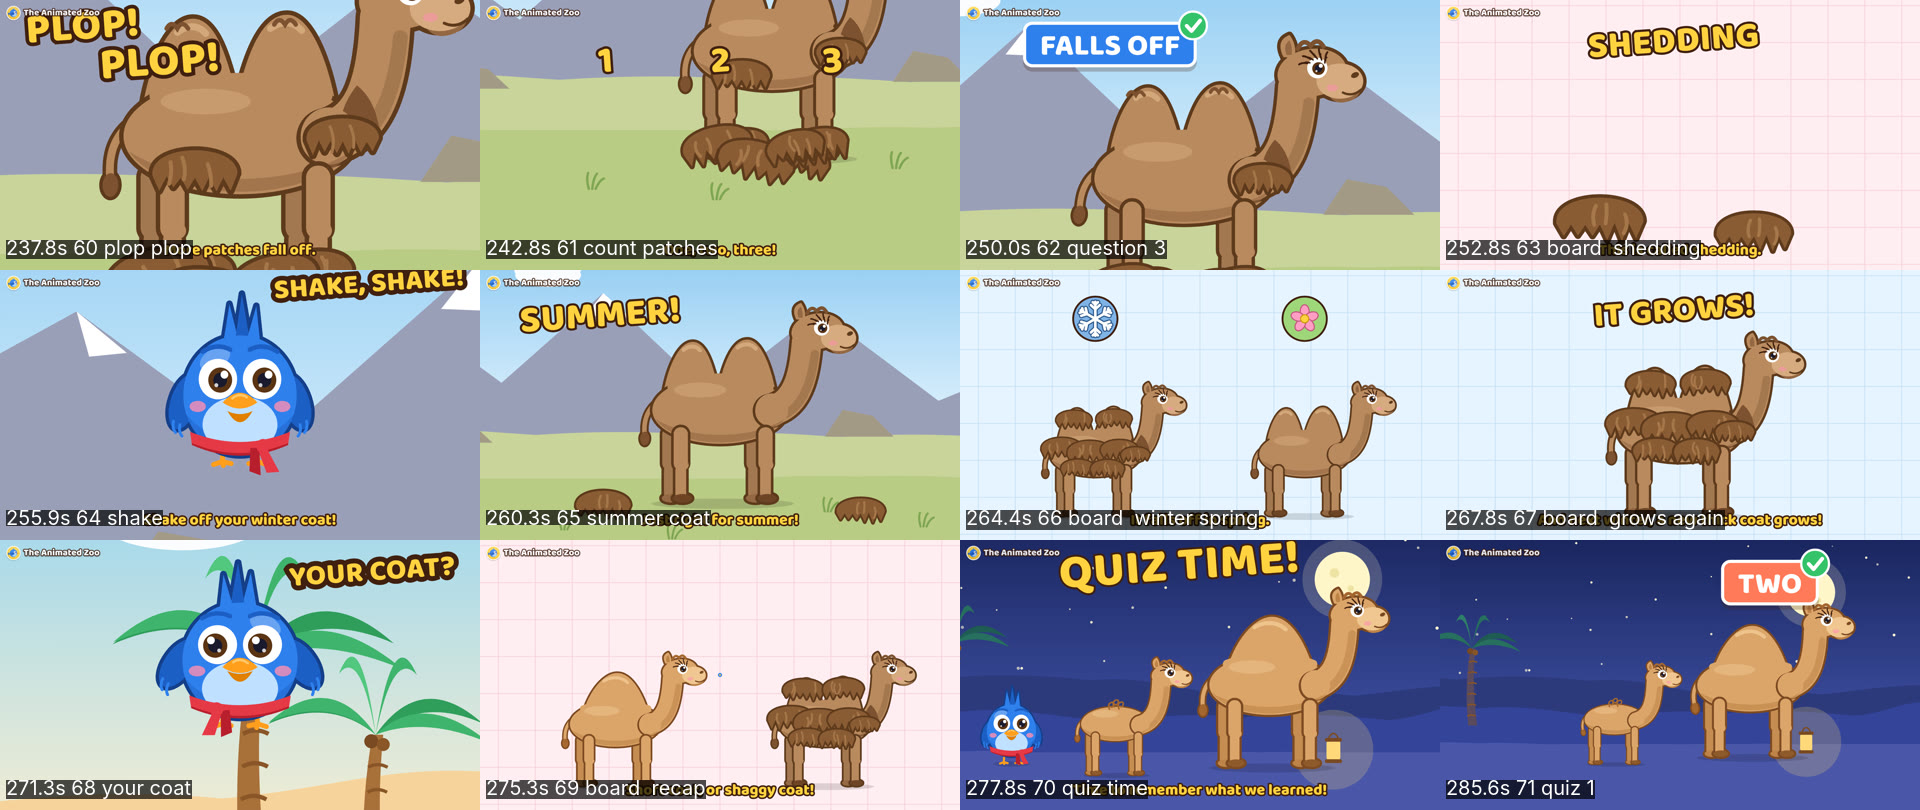 The Animated Zoo
PLOP!
PLOP!
237.8s 60 plop plop
e patches fall off.
The Animated Zoo
1 2 3
242.8s 61 count patches
o, three!
The Animated Zoo
FALLS OFF
250.0s 62 question 3
The Animated Zoo
SHEDDING
252.8s 63 board shedding
hedding.
The Animated Zoo
SHAKE, SHAKE!
255.9s 64 shake
ake off your winter coat!
The Animated Zoo
SUMMER!
260.3s 65 summer coat
for summer!
The Animated Zoo
264.4s 66 board winter spring
The Animated Zoo
IT GROWS!
267.8s 67 board grows again
k coat grows!
The Animated Zoo
YOUR COAT?
271.3s 68 your coat
The Animated Zoo
275.3s 69 board recap
or shaggy coat!
The Animated Zoo
QUIZ TIME!
277.8s 70 quiz time
member what we learned!
The Animated Zoo
TWO
285.6s 71 quiz 1